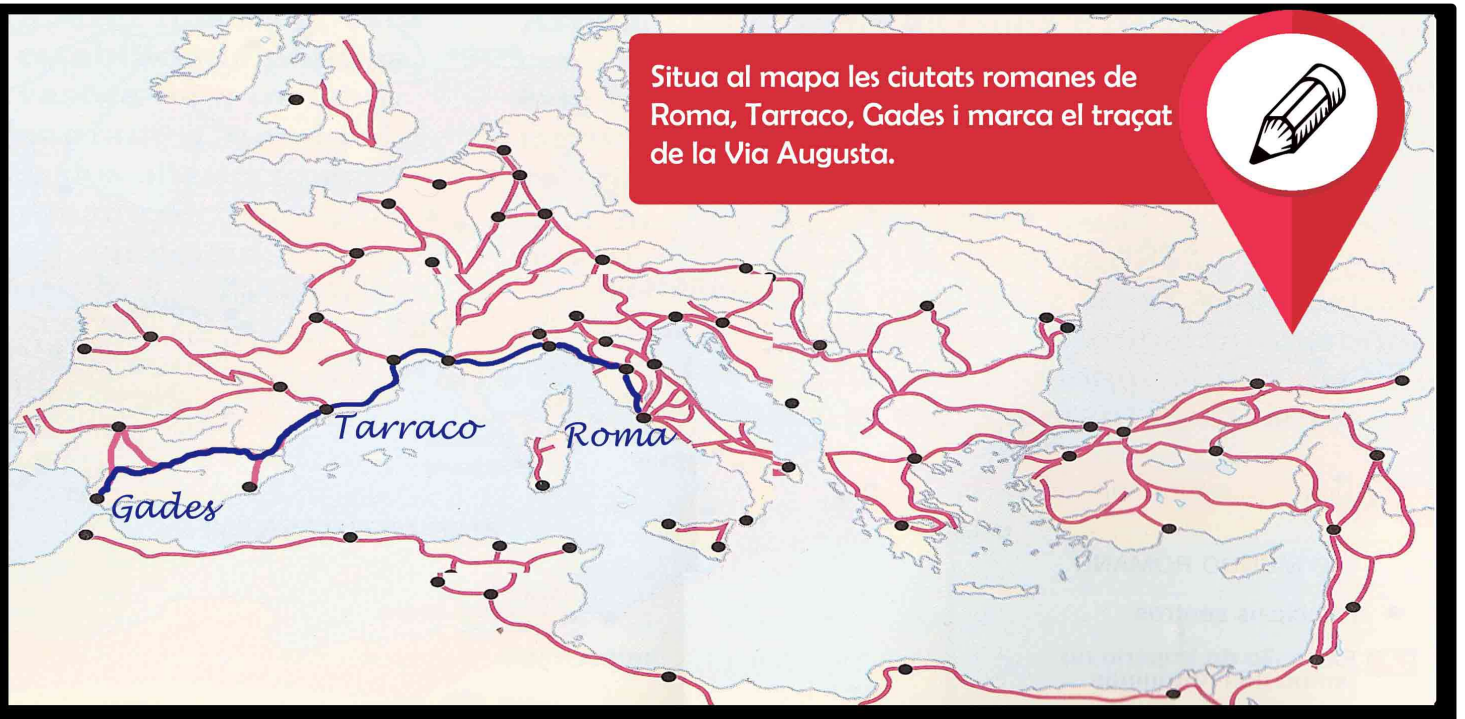 Situa al mapa les ciutats romanes de
Roma, Tarraco, Gades i marca el traçat
de la Via Augusta.
Tarraco
Roma
Gades